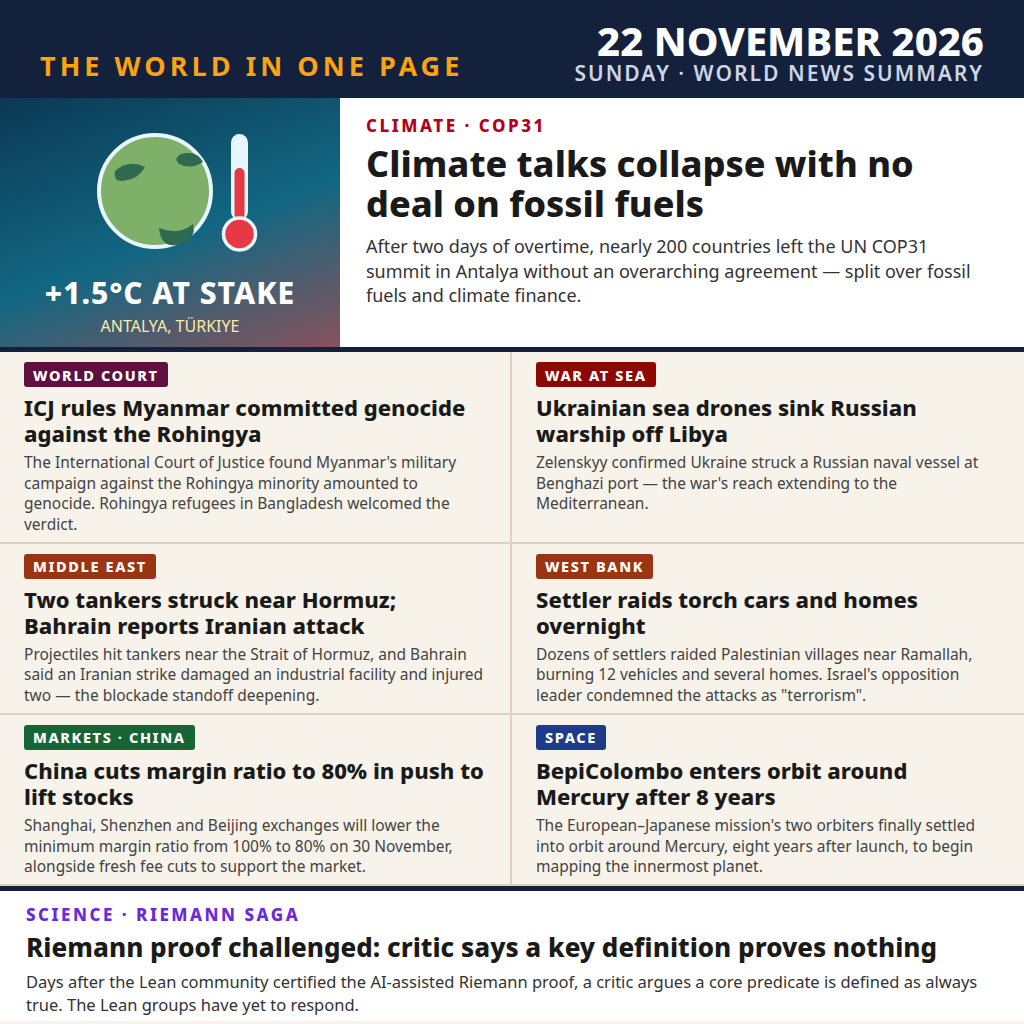 THE WORLD IN ONE PAGE
22 NOVEMBER 2026
SUNDAY · WORLD NEWS SUMMARY
+1.5°C AT STAKE
ANTALYA, TÜRKIYE
CLIMATE · COP31
Climate talks collapse with no
deal on fossil fuels
After two days of overtime, nearly 200 countries left the UN COP31
summit in Antalya without an overarching agreement — split over fossil
fuels and climate finance.
WORLD COURT
ICJ rules Myanmar committed genocide
against the Rohingya
The International Court of Justice found Myanmar's military
campaign against the Rohingya minority amounted to
genocide. Rohingya refugees in Bangladesh welcomed the
verdict.
WAR AT SEA
Ukrainian sea drones sink Russian
warship off Libya
Zelenskyy confirmed Ukraine struck a Russian naval vessel at
Benghazi port — the war's reach extending to the
Mediterranean.
MIDDLE EAST
Two tankers struck near Hormuz;
Bahrain reports Iranian attack
Projectiles hit tankers near the Strait of Hormuz, and Bahrain
said an Iranian strike damaged an industrial facility and injured
two — the blockade standoff deepening.
WEST BANK
Settler raids torch cars and homes
overnight
Dozens of settlers raided Palestinian villages near Ramallah,
burning 12 vehicles and several homes. Israel's opposition
leader condemned the attacks as "terrorism".
MARKETS · CHINA
China cuts margin ratio to 80% in push to
lift stocks
Shanghai, Shenzhen and Beijing exchanges will lower the
minimum margin ratio from 100% to 80% on 30 November,
alongside fresh fee cuts to support the market.
SPACE
BepiColombo enters orbit around
Mercury after 8 years
The European–Japanese mission's two orbiters finally settled
into orbit around Mercury, eight years after launch, to begin
mapping the innermost planet.
SCIENCE · RIEMANN SAGA
Riemann proof challenged: critic says a key definition proves nothing
Days after the Lean community certified the AI-assisted Riemann proof, a critic argues a core predicate is defined as always
true. The Lean groups have yet to respond.